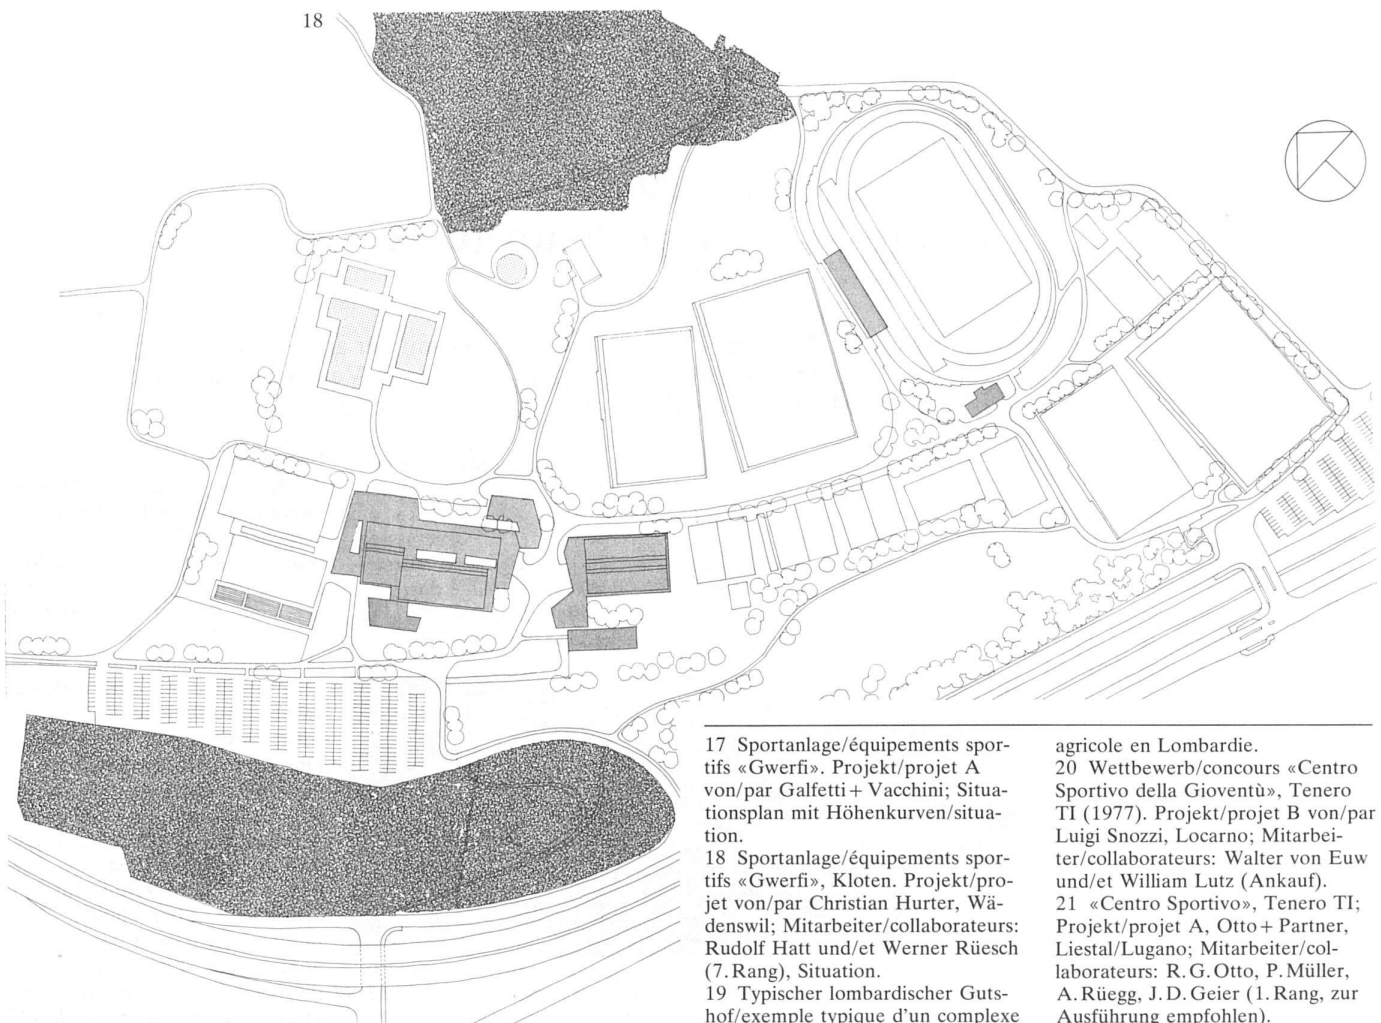 18
17 Sportanlage/équipements spor-
tifs «Gwerfi». Projekt/projet A
von/par Galfetti + Vacchini; Situa-
tionsplan mit Höhenkurven/situa-
tion.
18 Sportanlage/équipements spor-
tifs «Gwerfi», Kloten. Projekt/pro-
jet von/par Christian Hurter, Wä-
denswil; Mitarbeiter/collaborateurs:
Rudolf Hatt und/et Werner Rüesch
(7. Rang), Situation.
19 Typischer lombardischer Guts-
hof/exemple typique d'un complexe
agricole en Lombardie.
20 Wettbewerb/concours «Centro
Sportivo della Gioventù», Tenero
TI (1977). Projekt/projet B von/par
Luigi Snozzi, Locarno; Mitarbei-
ter/collaborateurs: Walter von Euw
und/et William Lutz (Ankauf).
21 «Centro Sportivo», Tenero TI;
Projekt/projet A, Otto + Partner,
Liestal/Lugano; Mitarbeiter/col-
laborateurs: R. G. Otto, P. Müller,
A. Rüegg, J. D. Geier (1. Rang, zur
Ausführung empfohlen).